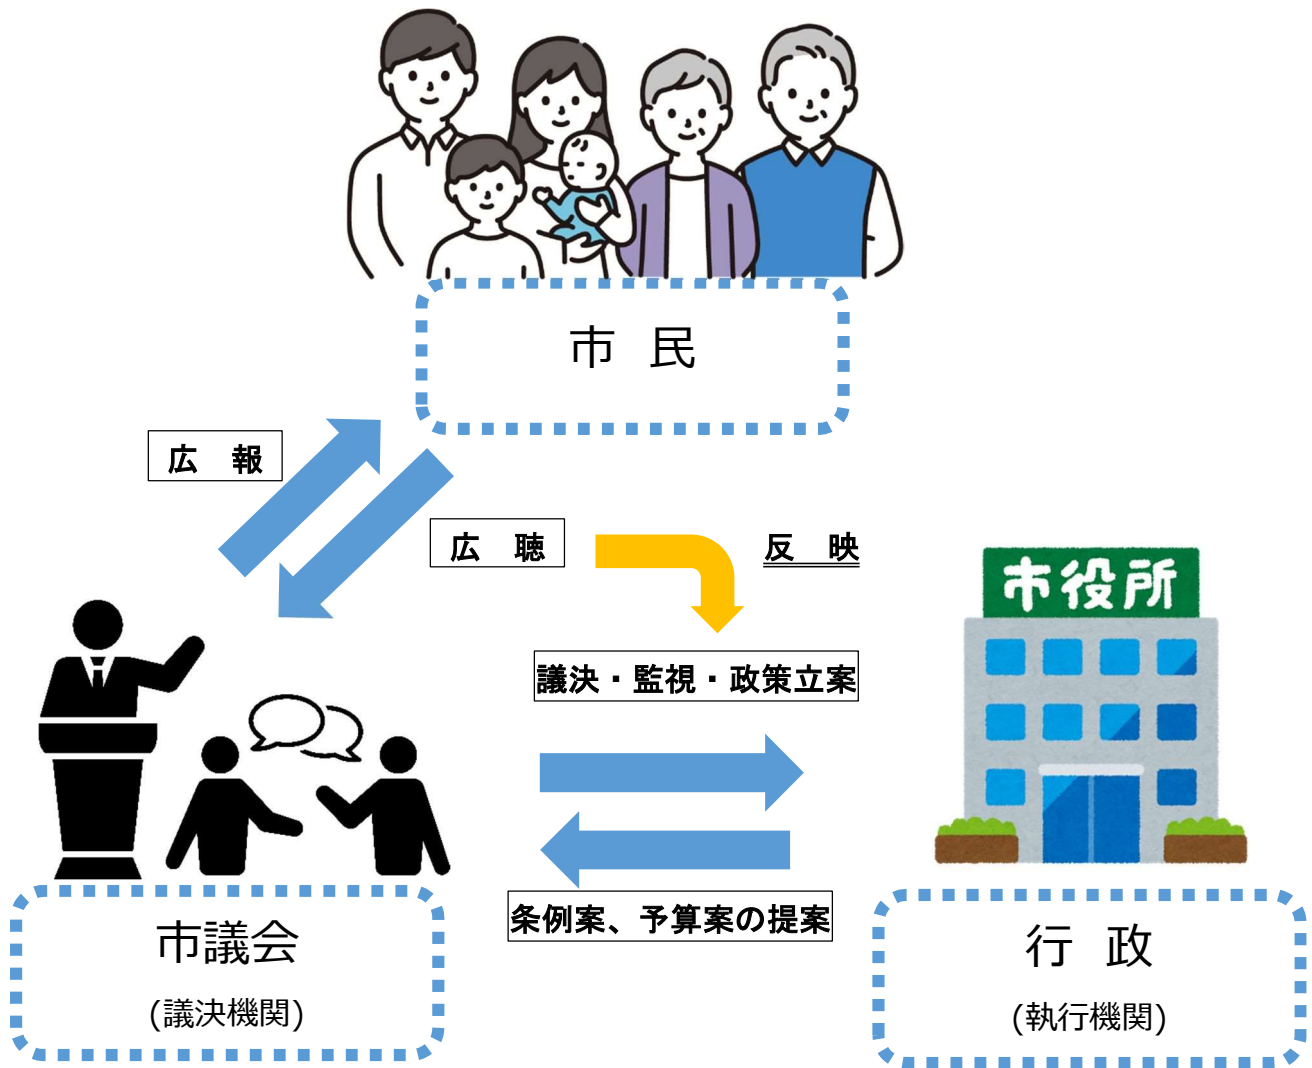 市 民
広 報
広 聴
反 映
市役所
議決・監視・政策立案
条例案、予算案の提案
市議会
(議決機関)
行 政
(執行機関)